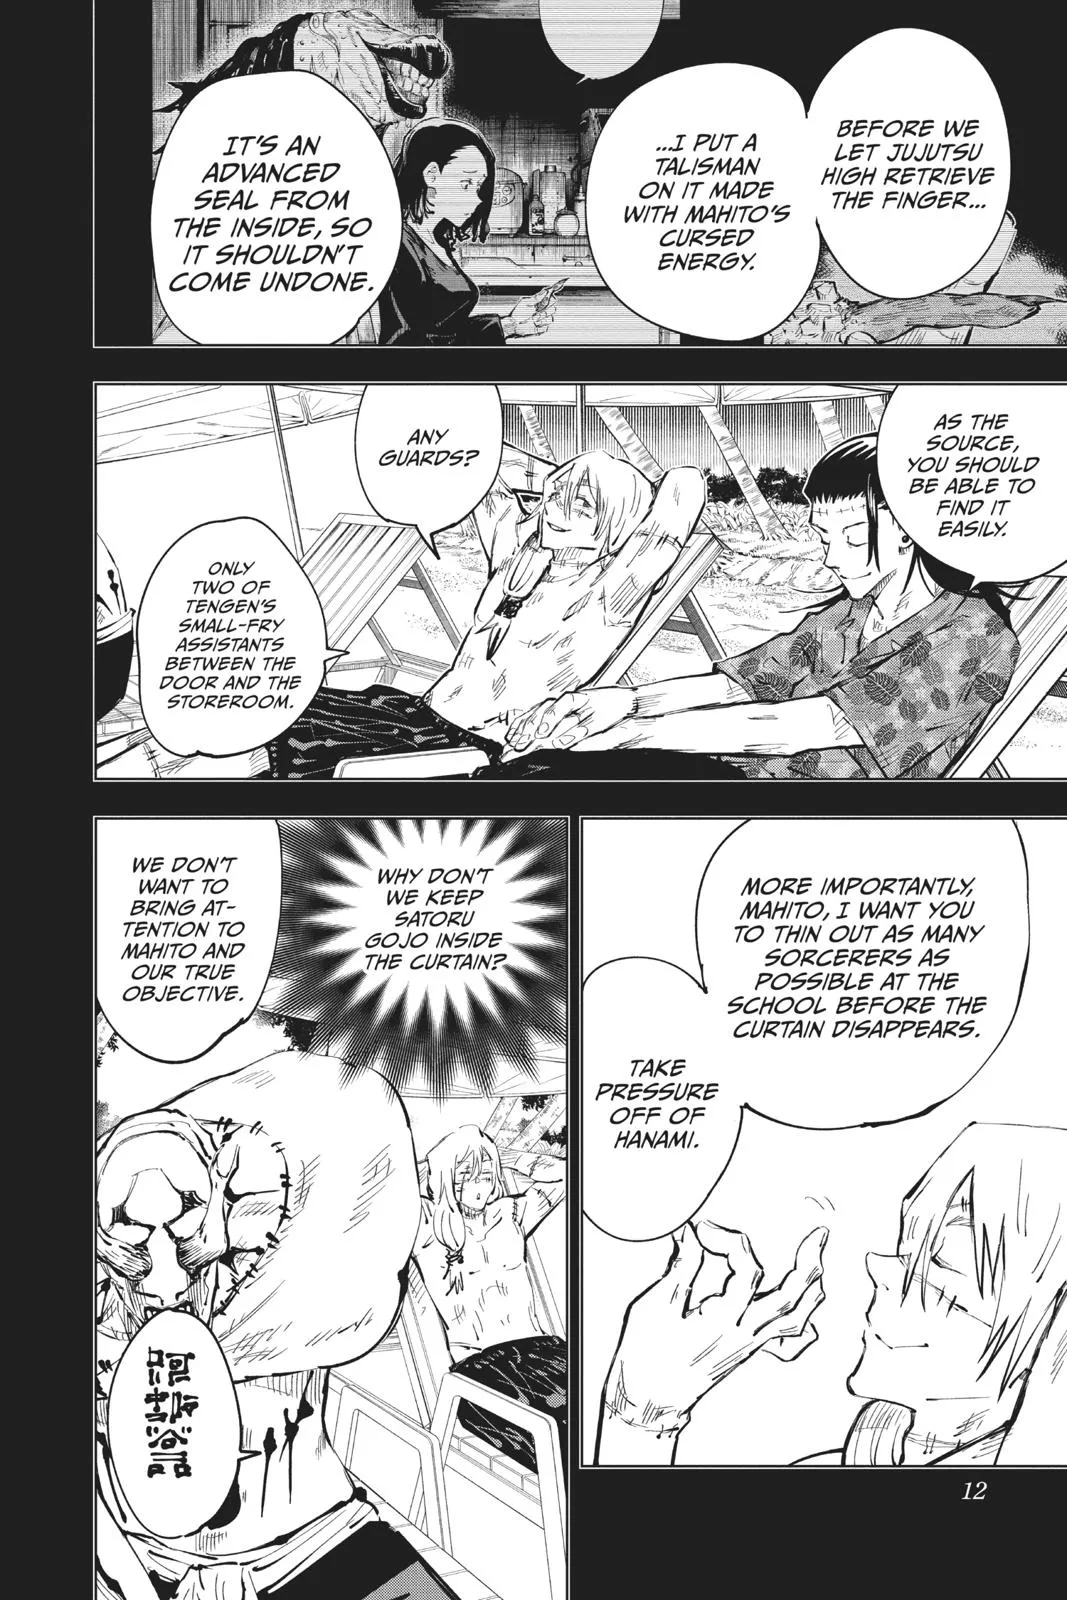 BEFORE WE
LET JUJUTSU
HIGH RETRIEVE
THE FINGER...
...I PUT A
TALISMAN
ON IT MADE
WITH MAHITO'S
CURSED
ENERGY.
IT'S AN
ADVANCED
SEAL FROM
THE INSIDE, SO
IT SHOULDN'T
COME UNDONE.
AS THE
SOURCE,
YOU SHOULD
BE ABLE TO
FIND IT
EASILY.
ANY
GUARDS?
ONLY
TWO OF
TENGEN'S
SMALL-FRY
ASSISTANTS
BETWEEN THE
DOOR AND THE
STOREROOM.
MORE IMPORTANTLY,
MAHITO, I WANT YOU
TO THIN OUT AS MANY
SORCERERS AS
POSSIBLE AT THE
SCHOOL BEFORE THE
CURTAIN DISAPPEARS.
TAKE
PRESSURE
OFF OF
HANAMI.
WHY DON'T
WE KEEP
SATORU
GOJO INSIDE
THE CURTAIN?
WE DON'T
WANT TO
BRING AT-
TENTION TO
MAHITO AND
OUR TRUE
OBJECTIVE.
12